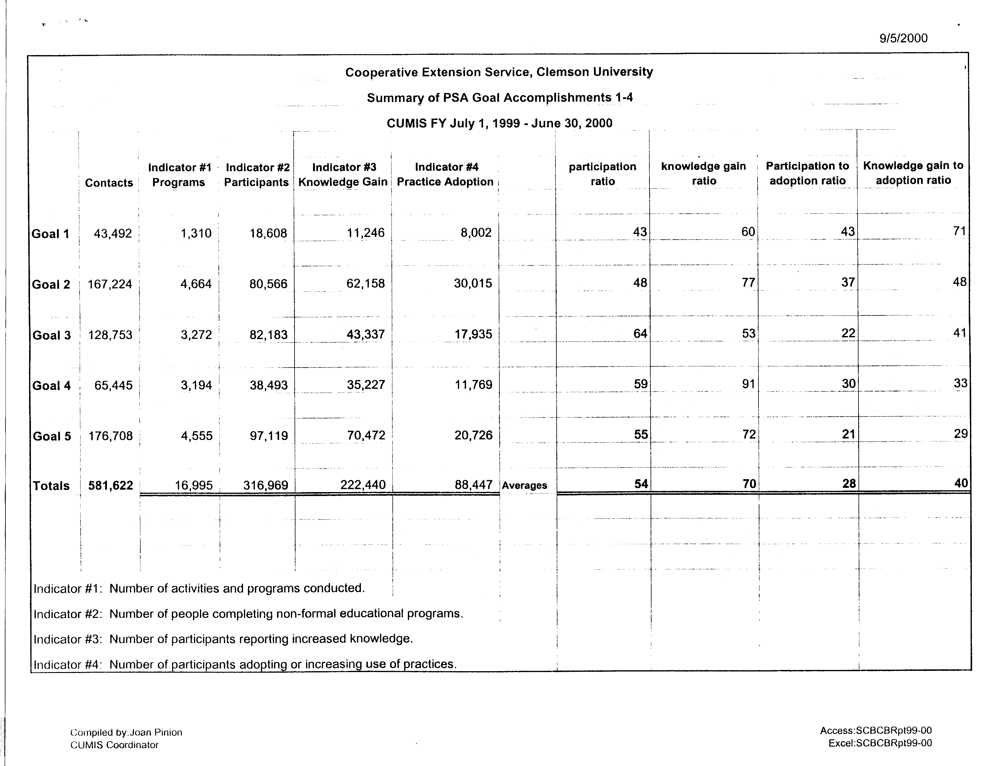 9/5/2000
Cooperative Extension Service, Clemson University
Summary of PSA Goal Accomplishments 1-4
CUMIS FY July 1, 1999 - June 30, 2000
Indicator #1 Indicator #2 Indicator #3 Indicator #4 participation knowledge gain Participation to Knowledge gain to
Contacts Programs Participants Knowledge Gain Practice Adoption ratio ratio adoption ratio adoption ratio
Goal 1 43,492 1,310 18,608 11,246 8,002 43 60 43 71
Goal 2 167,224 4,664 80,566 62,158 30,015 48 77 37 48
Goal 3 128,753 3,272 82,183 43,337 17,935 64 53 22 41
Goal 4 65,445 3,194 38,493 35,227 11,769 59 91 30 33
Goal 5 176,708 4,555 97,119 70,472 20,726 55 72 21 29
Totals 581,622 16,995 316,969 222,440 88,447 Averages 54 70 28 40
Indicator #1: Number of activities and programs conducted.
Indicator #2: Number of people completing non-formal educational programs.
Indicator #3: Number of participants reporting increased knowledge.
Indicator #4: Number of participants adopting or increasing use of practices.
Compiled by:Joan Pinion
CUMIS Coordinator
Access:SCBCBRpt99-00
Excel:SCBCBRpt99-00